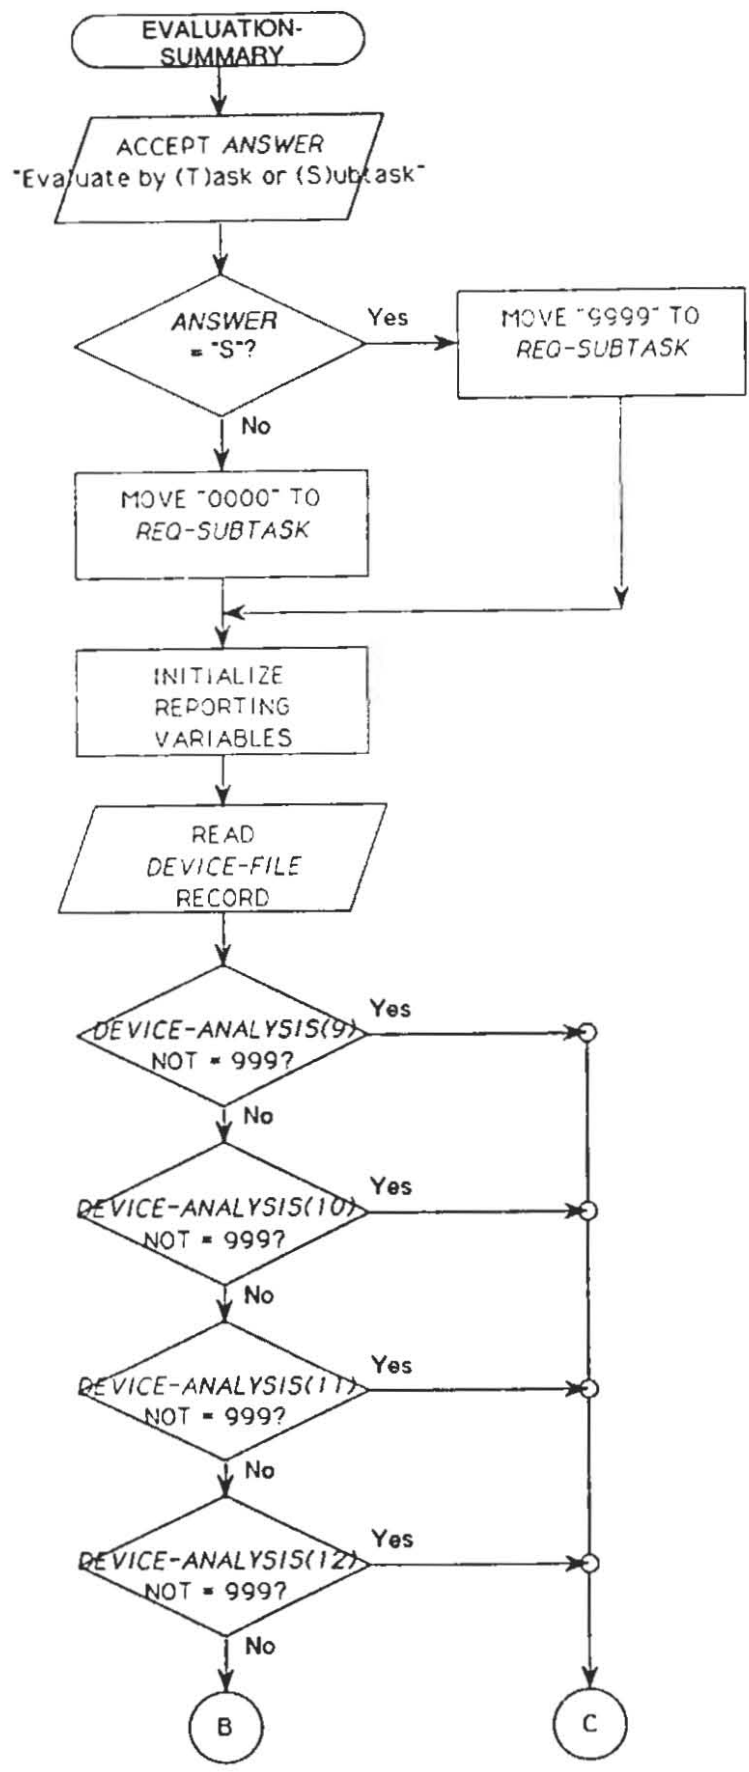 EVALUATION-
SUMMARY
ACCEPT ANSWER
"Evaluate by (T)ask or (S)ubtask"
ANSWER
= "S"?
Yes
MOVE "9999" TO
REQ-SUBTASK
No
MOVE "0000" TO
REQ-SUBTASK
INITIALIZE
REPORTING
VARIABLES
READ
DEVICE-FILE
RECORD
DEVICE-ANALYSIS(9)
NOT = 999?
Yes
No
DEVICE-ANALYSIS(10)
NOT = 999?
Yes
No
DEVICE-ANALYSIS(11)
NOT = 999?
Yes
No
DEVICE-ANALYSIS(12)
NOT = 999?
Yes
No
B
C